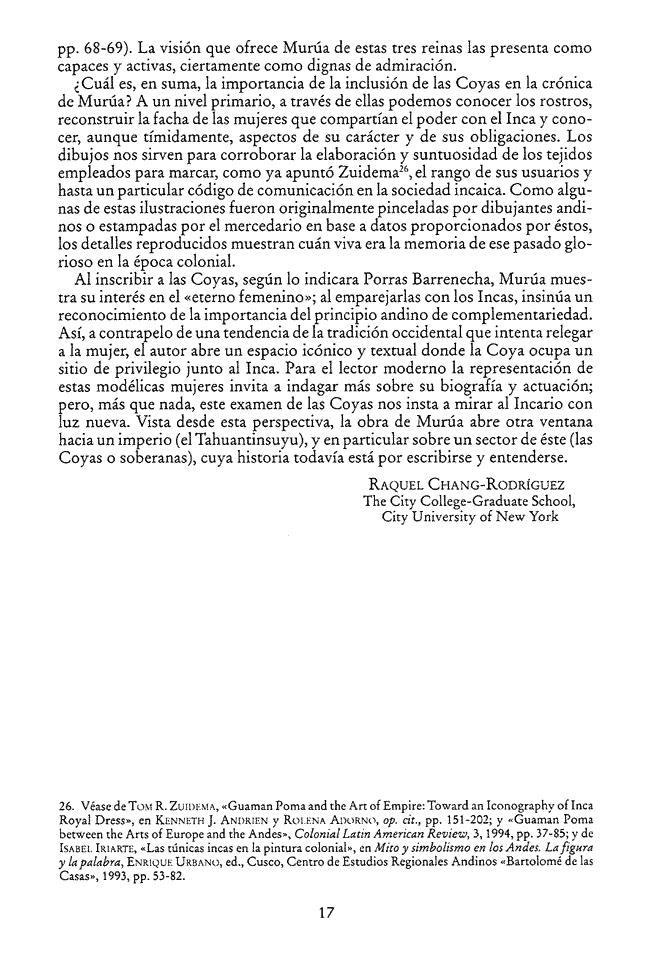 pp. 68-69). La visión que ofrece Murúa de estas tres reinas las presenta como
capaces y activas, ciertamente como dignas de admiración.
¿Cuál es, en suma, la importancia de la inclusión de las Coyas en la crónica
de Murúa? A un nivel primario, a través de ellas podemos conocer los rostros,
reconstruir la facha de las mujeres que compartían el poder con el Inca y cono-
cer, aunque tímidamente, aspectos de su carácter y de sus obligaciones. Los
dibujos nos sirven para corroborar la elaboración y suntuosidad de los tejidos
empleados para marcar, como ya apuntó Zuidema26, el rango de sus usuarios y
hasta un particular código de comunicación en la sociedad incaica. Como algu-
nas de estas ilustraciones fueron originalmente pinceladas por dibujantes andi-
nos o estampadas por el mercedario en base a datos proporcionados por éstos,
los detalles reproducidos muestran cuán viva era la memoria de ese pasado glo-
rioso en la época colonial.
Al inscribir a las Coyas, según lo indicara Porras Barrenecha, Murúa mues-
tra su interés en el «eterno femenino»; al emparejarlas con los Incas, insinúa un
reconocimiento de la importancia del principio andino de complementariedad.
Así, a contrapelo de una tendencia de la tradición occidental que intenta relegar
a la mujer, el autor abre un espacio icónico y textual donde la Coya ocupa un
sitio de privilegio junto al Inca. Para el lector moderno la representación de
estas modélicas mujeres invita a indagar más sobre su biografía y actuación;
pero, más que nada, este examen de las Coyas nos insta a mirar al Incario con
luz nueva. Vista desde esta perspectiva, la obra de Murúa abre otra ventana
hacia un imperio (el Tahuantinsuyu), y en particular sobre un sector de éste (las
Coyas o soberanas), cuya historia todavía está por escribirse y entenderse.
RAQUEL CHANG-RODRÍGUEZ
The City College-Graduate School,
City University of New York
26. Véase de TOM R. ZUIDEMA, «Guaman Poma and the Art of Empire: Toward an Iconography of Inca
Royal Dress», en KENNETH J. ANDRIEN y ROLENA ADORNO, op. cit., pp. 151-202; y «Guaman Poma
between the Arts of Europe and the Andes», Colonial Latin American Review, 3, 1994, pp. 37-85; y de
ISABEL IRIARTE, «Las túnicas incas en la pintura colonial», en Mito y simbolismo en los Andes. La figura
y la palabra, ENRIQUE URBANO, ed., Cusco, Centro de Estudios Regionales Andinos «Bartolomé de las
Casas», 1993, pp. 53-82.
17